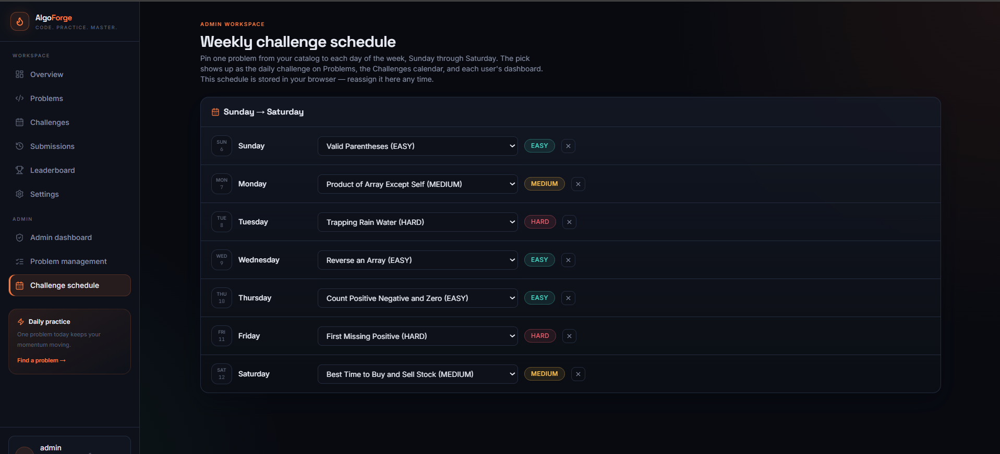 AlgoForge
CODE. PRACTICE. MASTER.
WORKSPACE
Overview
Problems
Challenges
Submissions
Leaderboard
Settings
ADMIN
Admin dashboard
Problem management
Challenge schedule
Daily practice
One problem today keeps your
momentum moving.
Find a problem →
admin
ADMIN WORKSPACE
Weekly challenge schedule
Pin one problem from your catalog to each day of the week, Sunday through Saturday. The pick
shows up as the daily challenge on Problems, the Challenges calendar, and each user's dashboard.
This schedule is stored in your browser — reassign it here any time.
Sunday → Saturday
SUN 6 Sunday Valid Parentheses (EASY) EASY ×
MON 7 Monday Product of Array Except Self (MEDIUM) MEDIUM ×
TUE 8 Tuesday Trapping Rain Water (HARD) HARD ×
WED 9 Wednesday Reverse an Array (EASY) EASY ×
THU 10 Thursday Count Positive Negative and Zero (EASY) EASY ×
FRI 11 Friday First Missing Positive (HARD) HARD ×
SAT 12 Saturday Best Time to Buy and Sell Stock (MEDIUM) MEDIUM ×